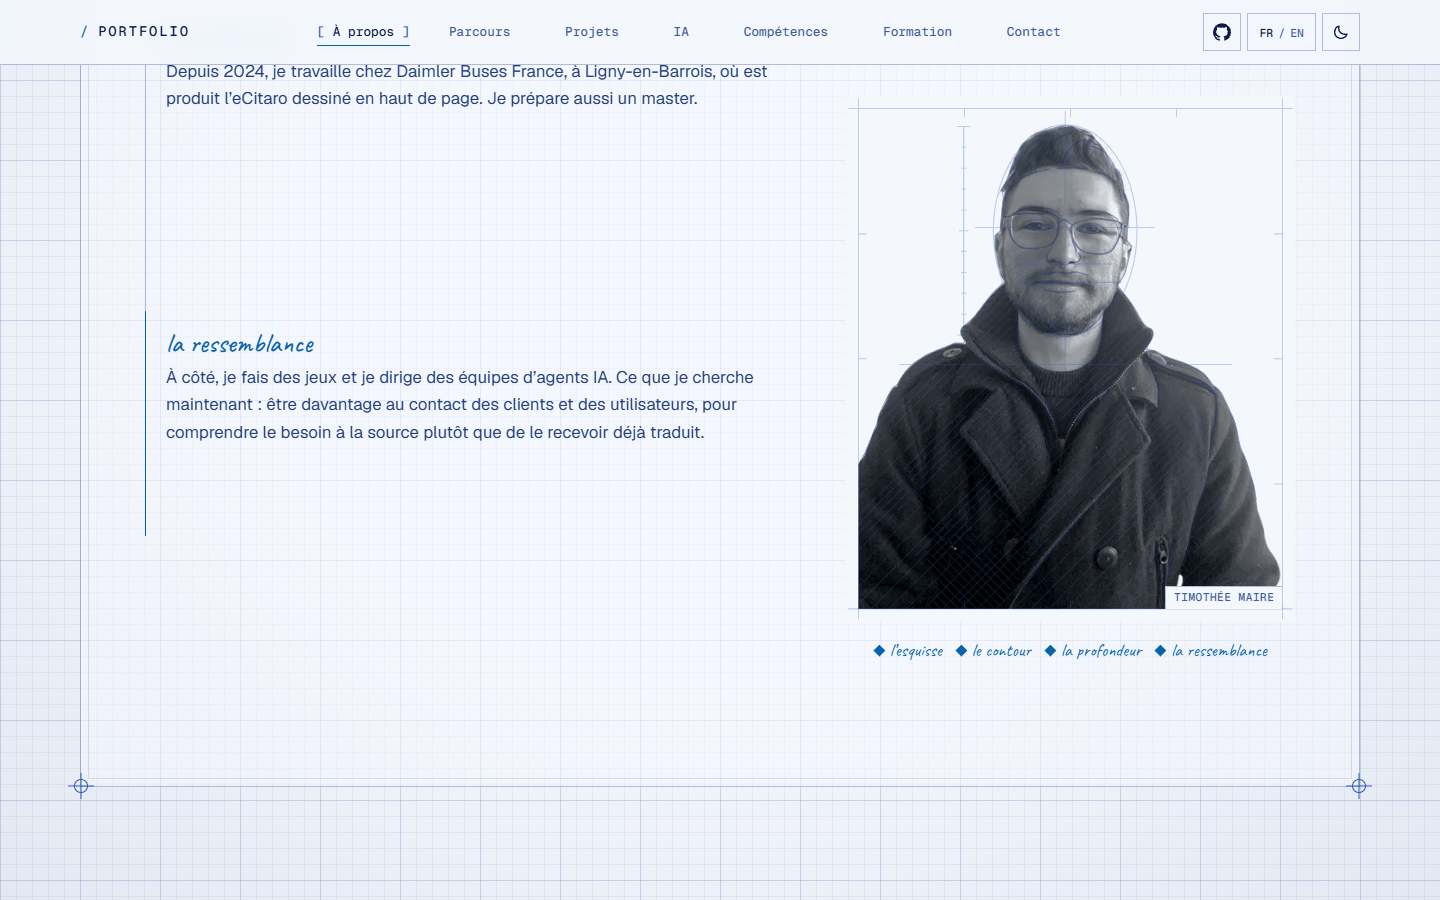 / PORTFOLIO
[ À propos ]
Parcours
Projets
IA
Compétences
Formation
Contact
FR / EN
Depuis 2024, je travaille chez Daimler Buses France, à Ligny-en-Barrois, où est
produit l’eCitaro dessiné en haut de page. Je prépare aussi un master.
la ressemblance
À côté, je fais des jeux et je dirige des équipes d’agents IA. Ce que je cherche
maintenant : être davantage au contact des clients et des utilisateurs, pour
comprendre le besoin à la source plutôt que de le recevoir déjà traduit.
TIMOTHÉE MAIRE
◆ l’esquisse ◆ le contour ◆ la profondeur ◆ la ressemblance